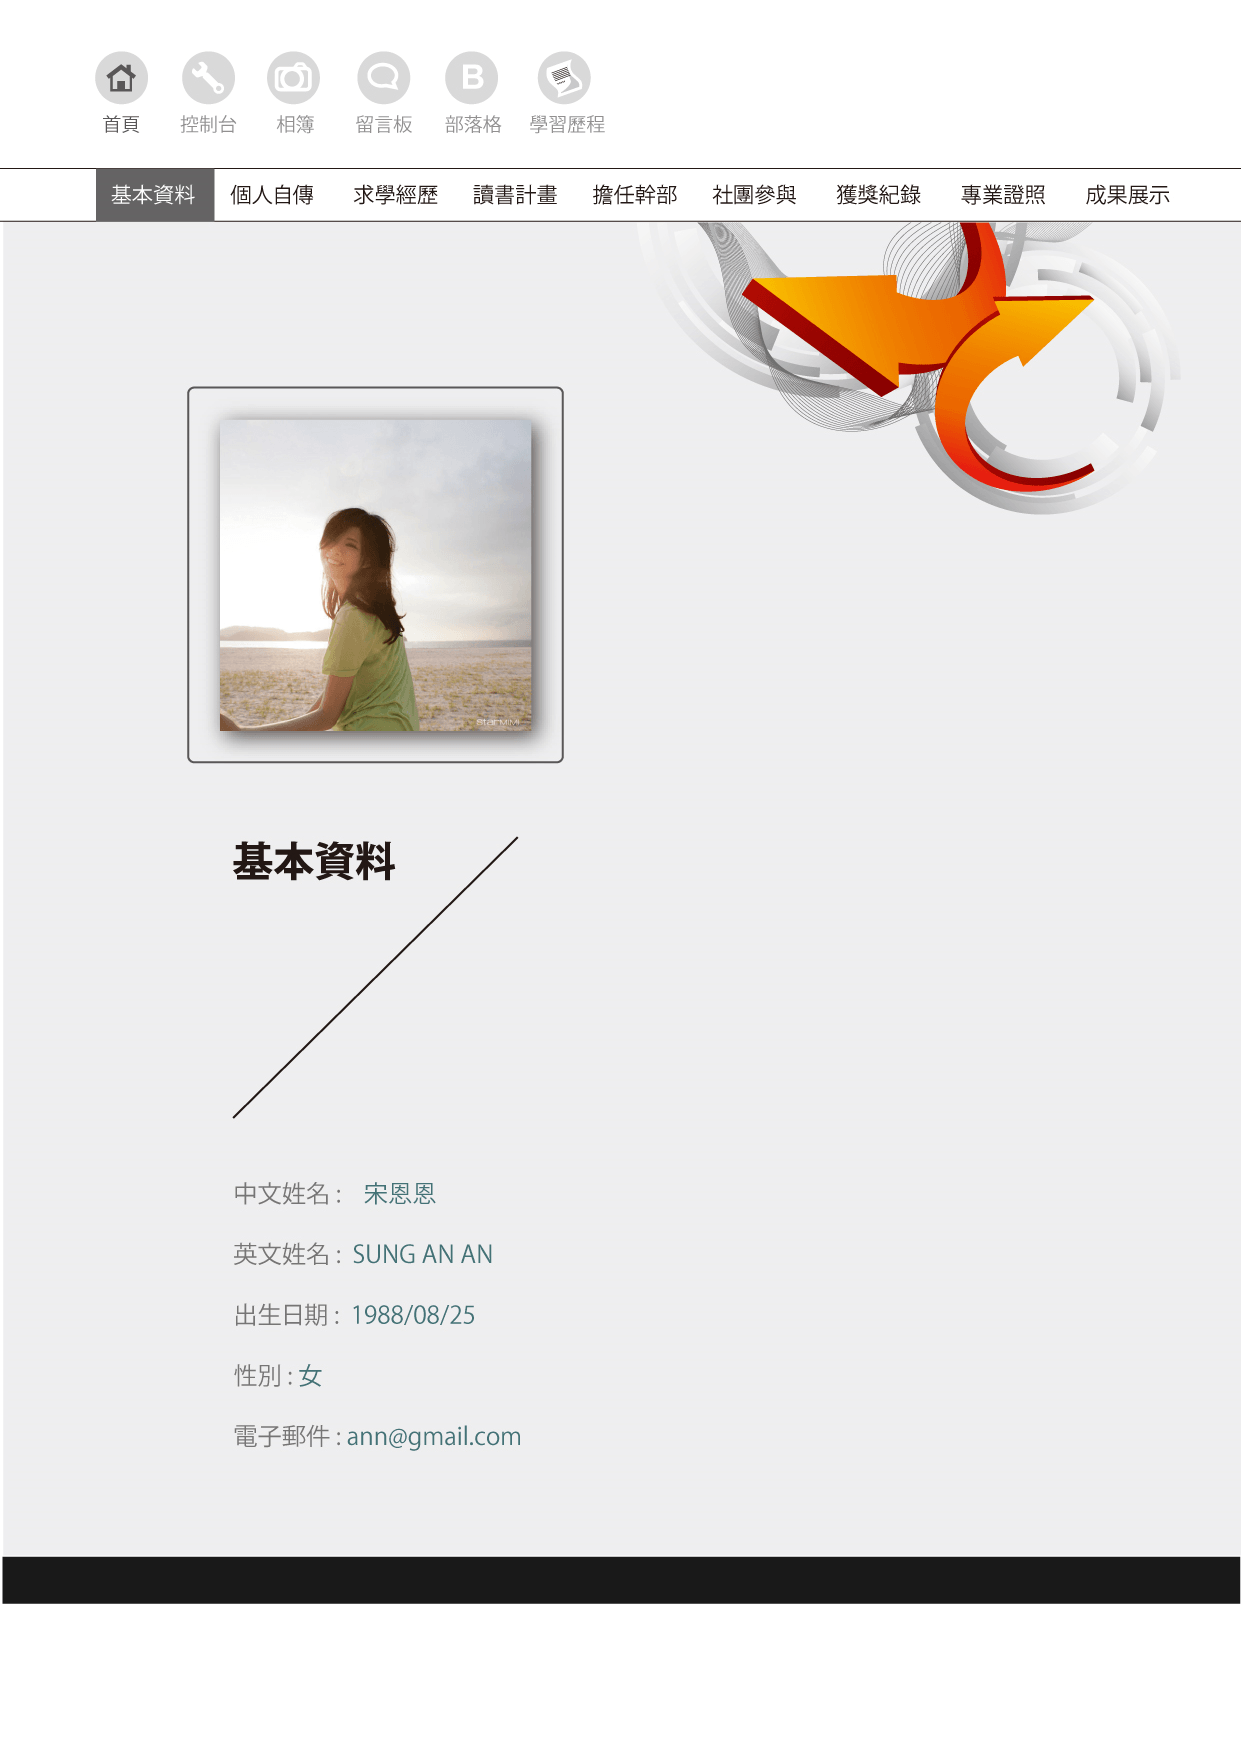 首頁 控制台 相簿 留言板 部落格 學習歷程
基本資料 個人自傳 求學經歷 讀書計畫 擔任幹部 社團參與 獲獎紀錄 專業證照 成果展示
starmimi
基本資料
中文姓名 : 宋恩恩
英文姓名 : SUNG AN AN
出生日期 : 1988/08/25
性別 : 女
電子郵件 : ann@gmail.com